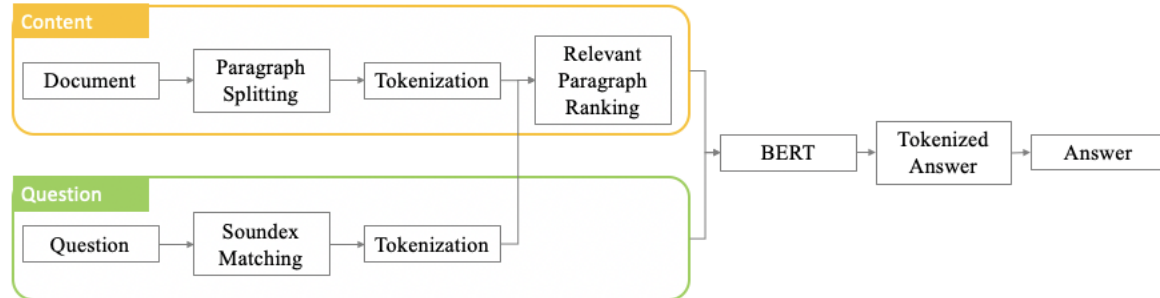 Content
Document
Paragraph
Splitting
Tokenization
Relevant
Paragraph
Ranking
BERT
Tokenized
Answer
Answer
Question
Question
Soundex
Matching
Tokenization